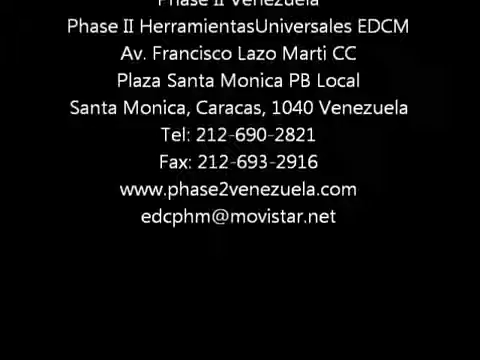 Phase II Venezuela
Phase II HerramientasUniversales EDCM
Av. Francisco Lazo Marti CC
Plaza Santa Monica PB Local
Santa Monica, Caracas, 1040 Venezuela
Tel: 212-690-2821
Fax: 212-693-2916
www.phase2venezuela.com
edcphm@movistar.net